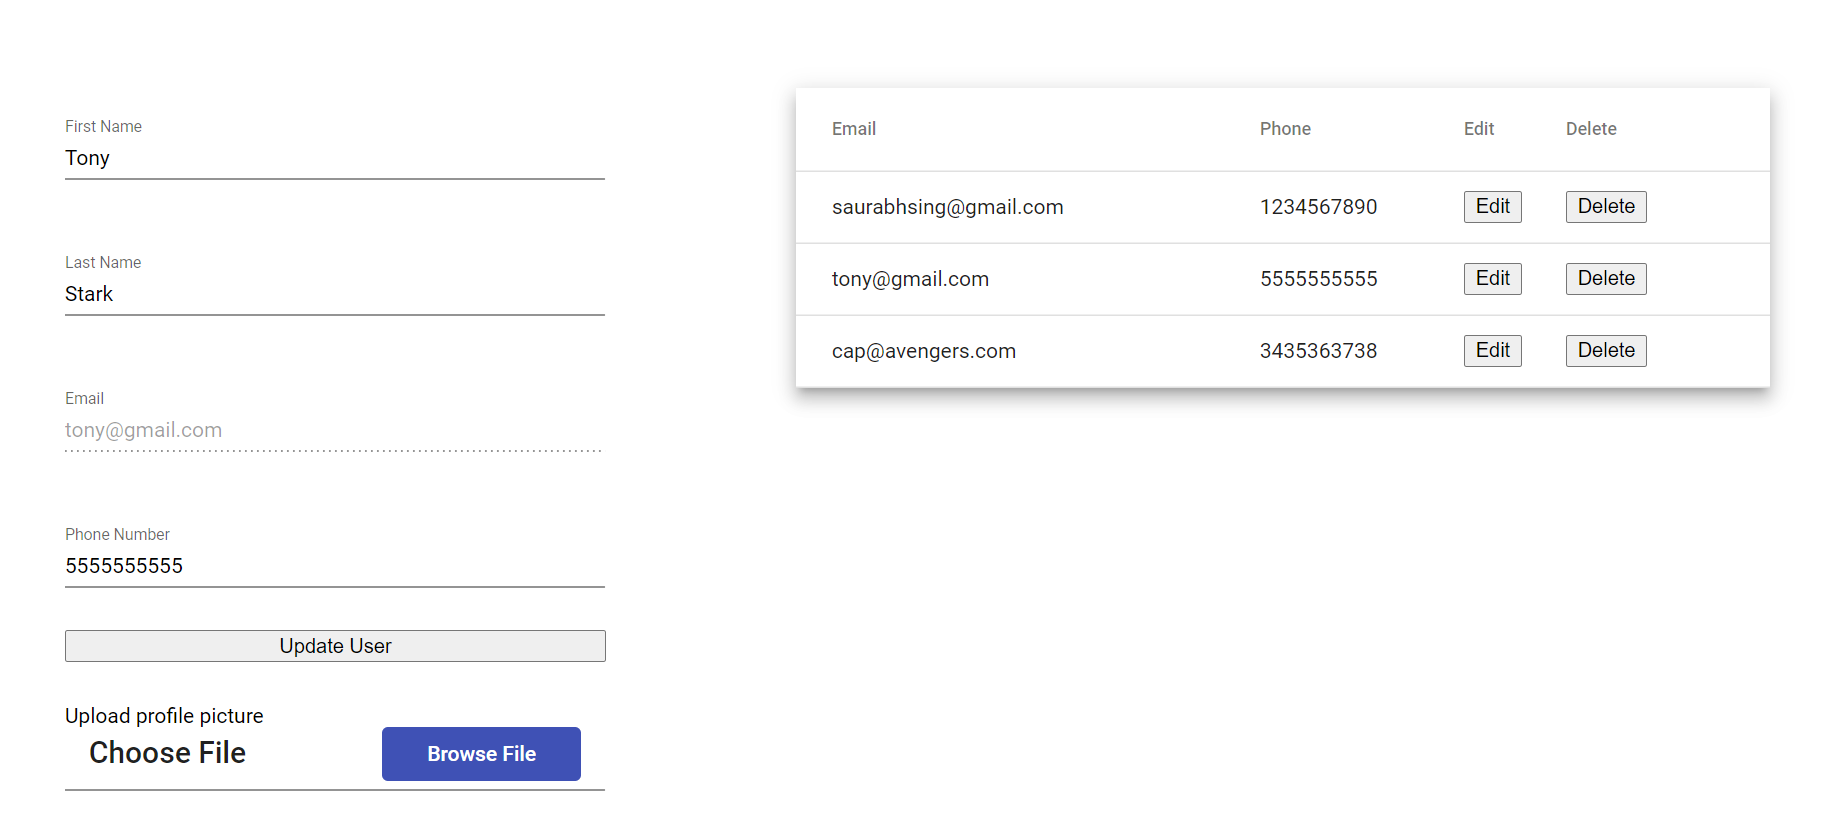 First Name
Tony
Last Name
Stark
Email
tony@gmail.com
Phone Number
5555555555
Update User
Upload profile picture
Choose File Browse File
Email Phone Edit Delete
saurabhsing@gmail.com 1234567890 Edit Delete
tony@gmail.com 5555555555 Edit Delete
cap@avengers.com 3435363738 Edit Delete